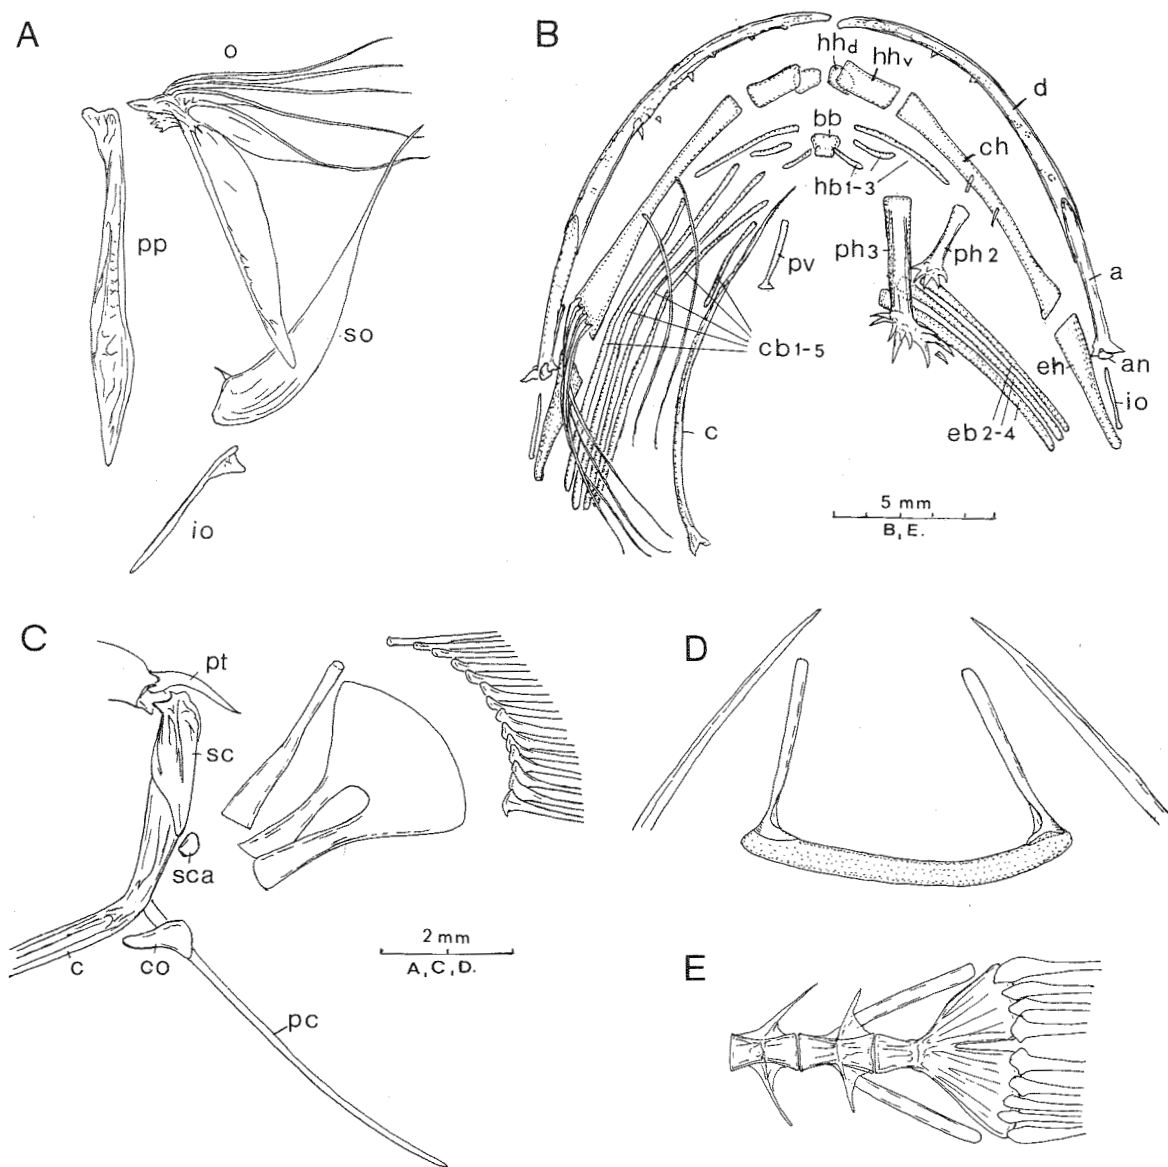 A
o
pp
so
io
B
hhd
hhv
d
bb
ch
hb1-3
pv
ph3
ph2
a
cb1-5
c
eh
an
io
eb2-4
5 mm
B, E.
C
pt
sc
sca
c
co
pc
2 mm
A, C, D.
D
E